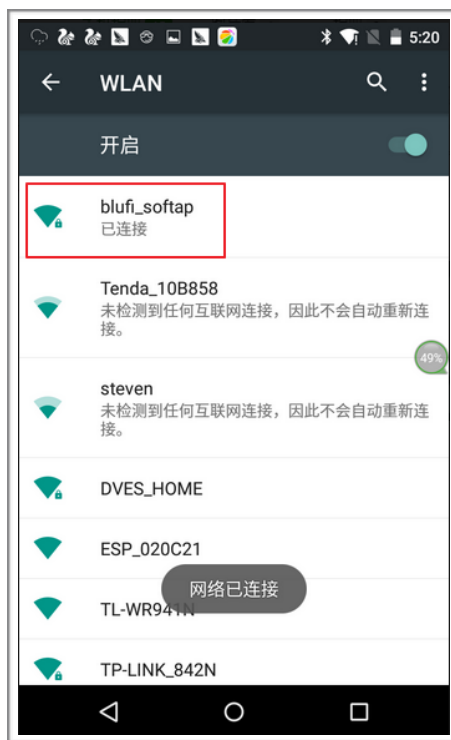 5:20
WLAN
开启
blufi_softap
已连接
Tenda_10B858
未检测到任何互联网连接，因此不会自动重新连
接。
49%
steven
未检测到任何互联网连接，因此不会自动重新连
接。
DVES_HOME
ESP_020C21
网络已连接
TL-WR941N
TP-LINK_842N